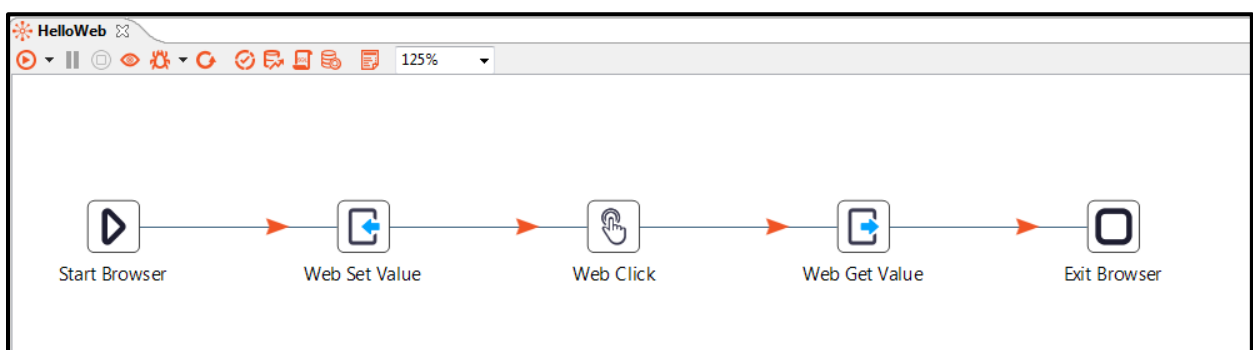 HelloWeb
125%
Start Browser
Web Set Value
Web Click
Web Get Value
Exit Browser